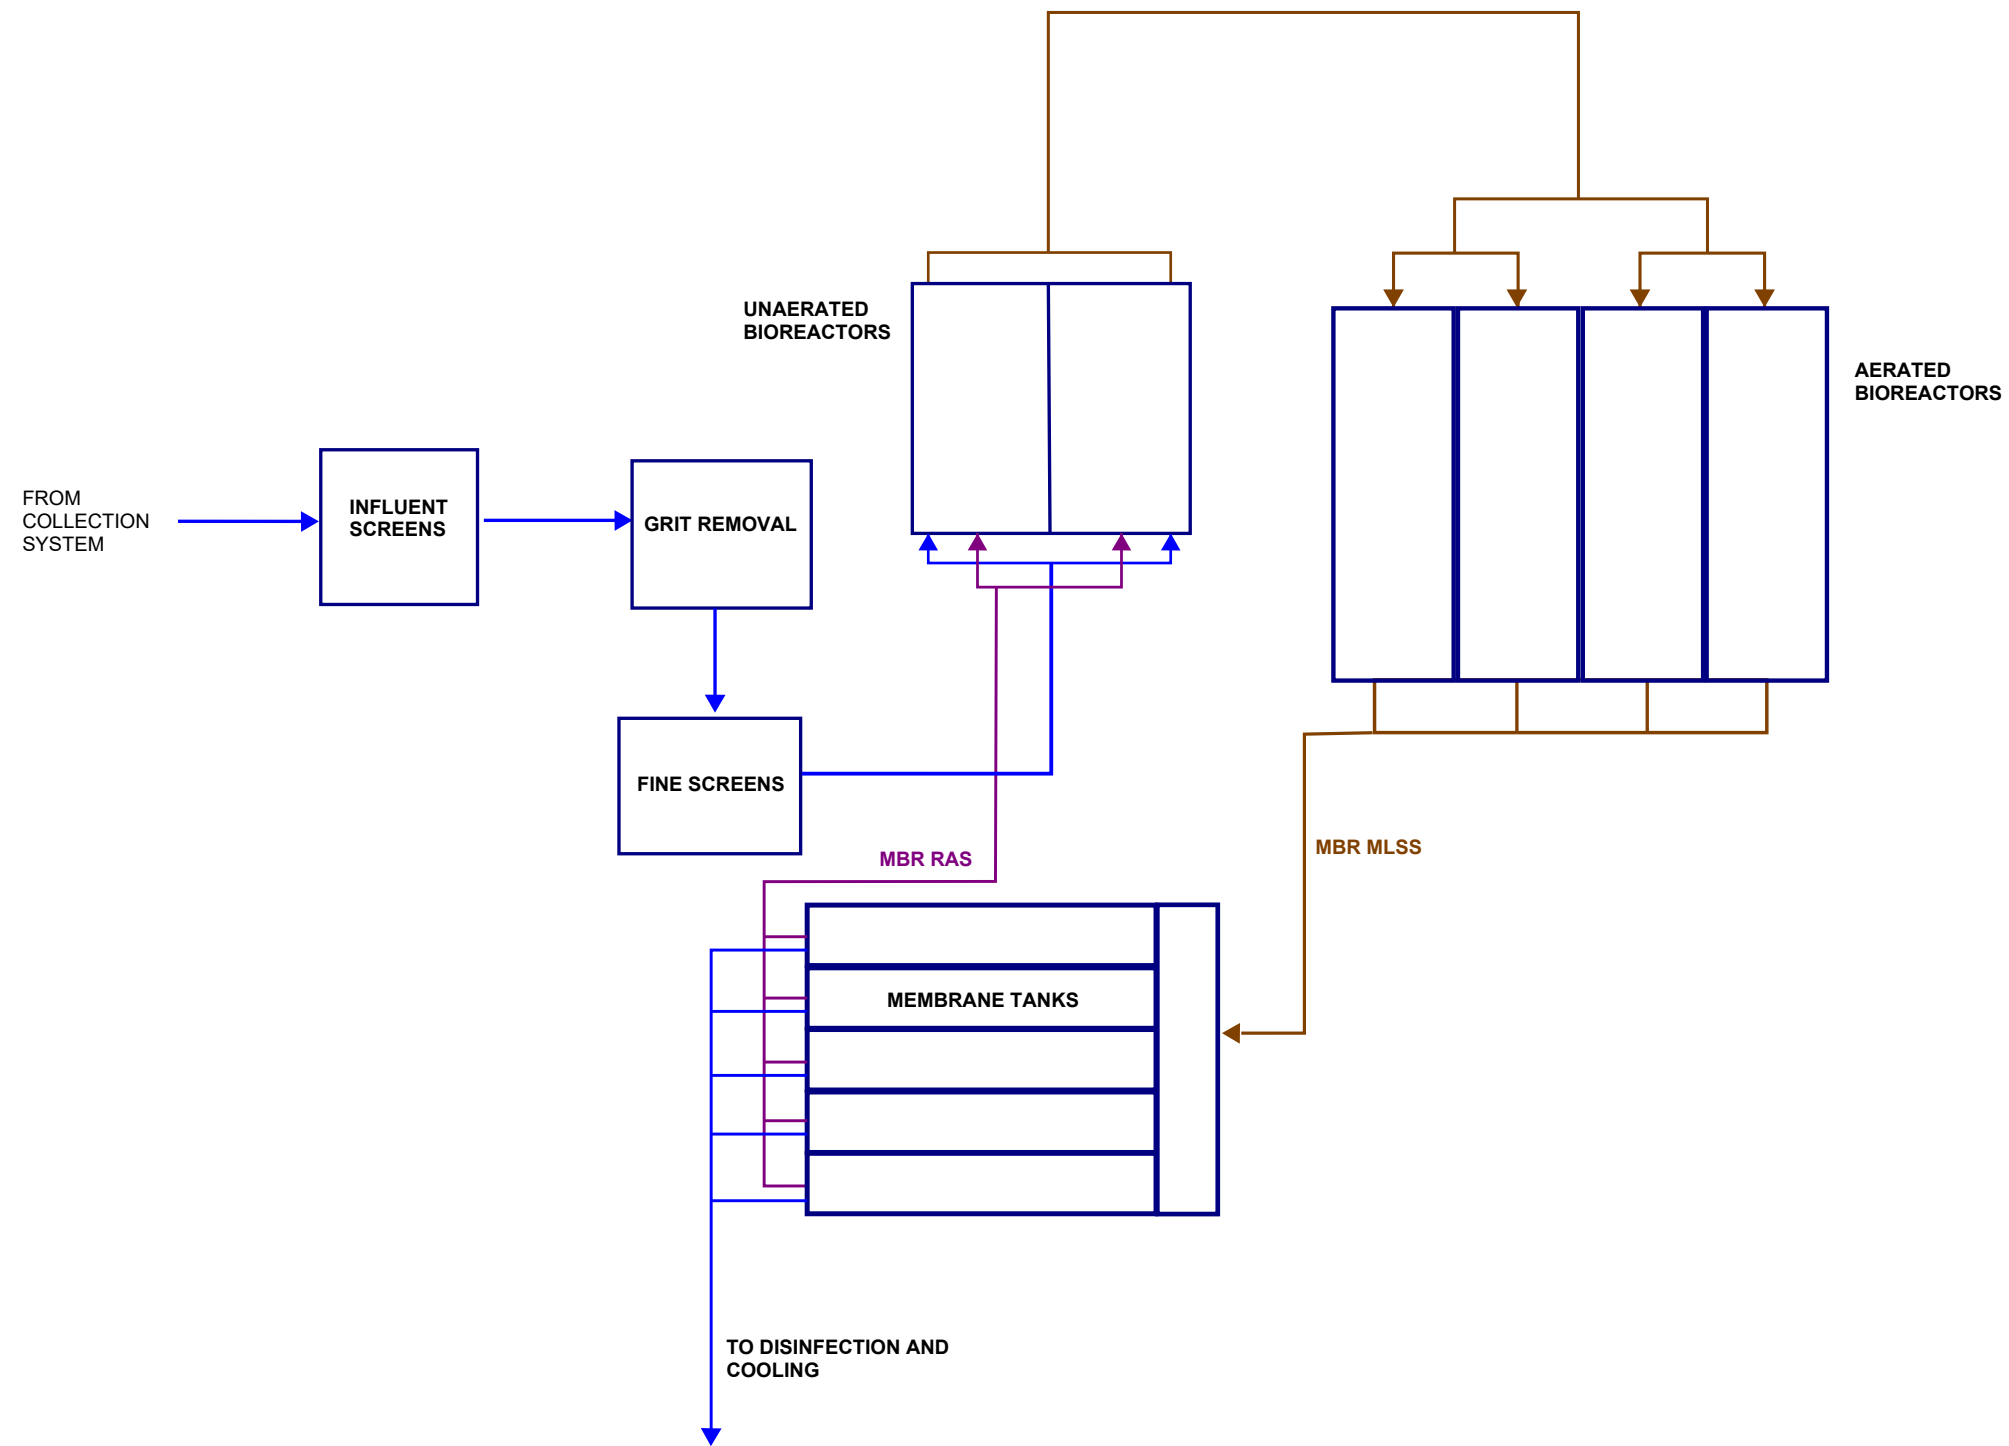 UNAERATED
BIOREACTORS
AERATED
BIOREACTORS
FROM
COLLECTION
SYSTEM
INFLUENT
SCREENS
GRIT REMOVAL
FINE SCREENS
MBR RAS
MBR MLSS
MEMBRANE TANKS
TO DISINFECTION AND
COOLING